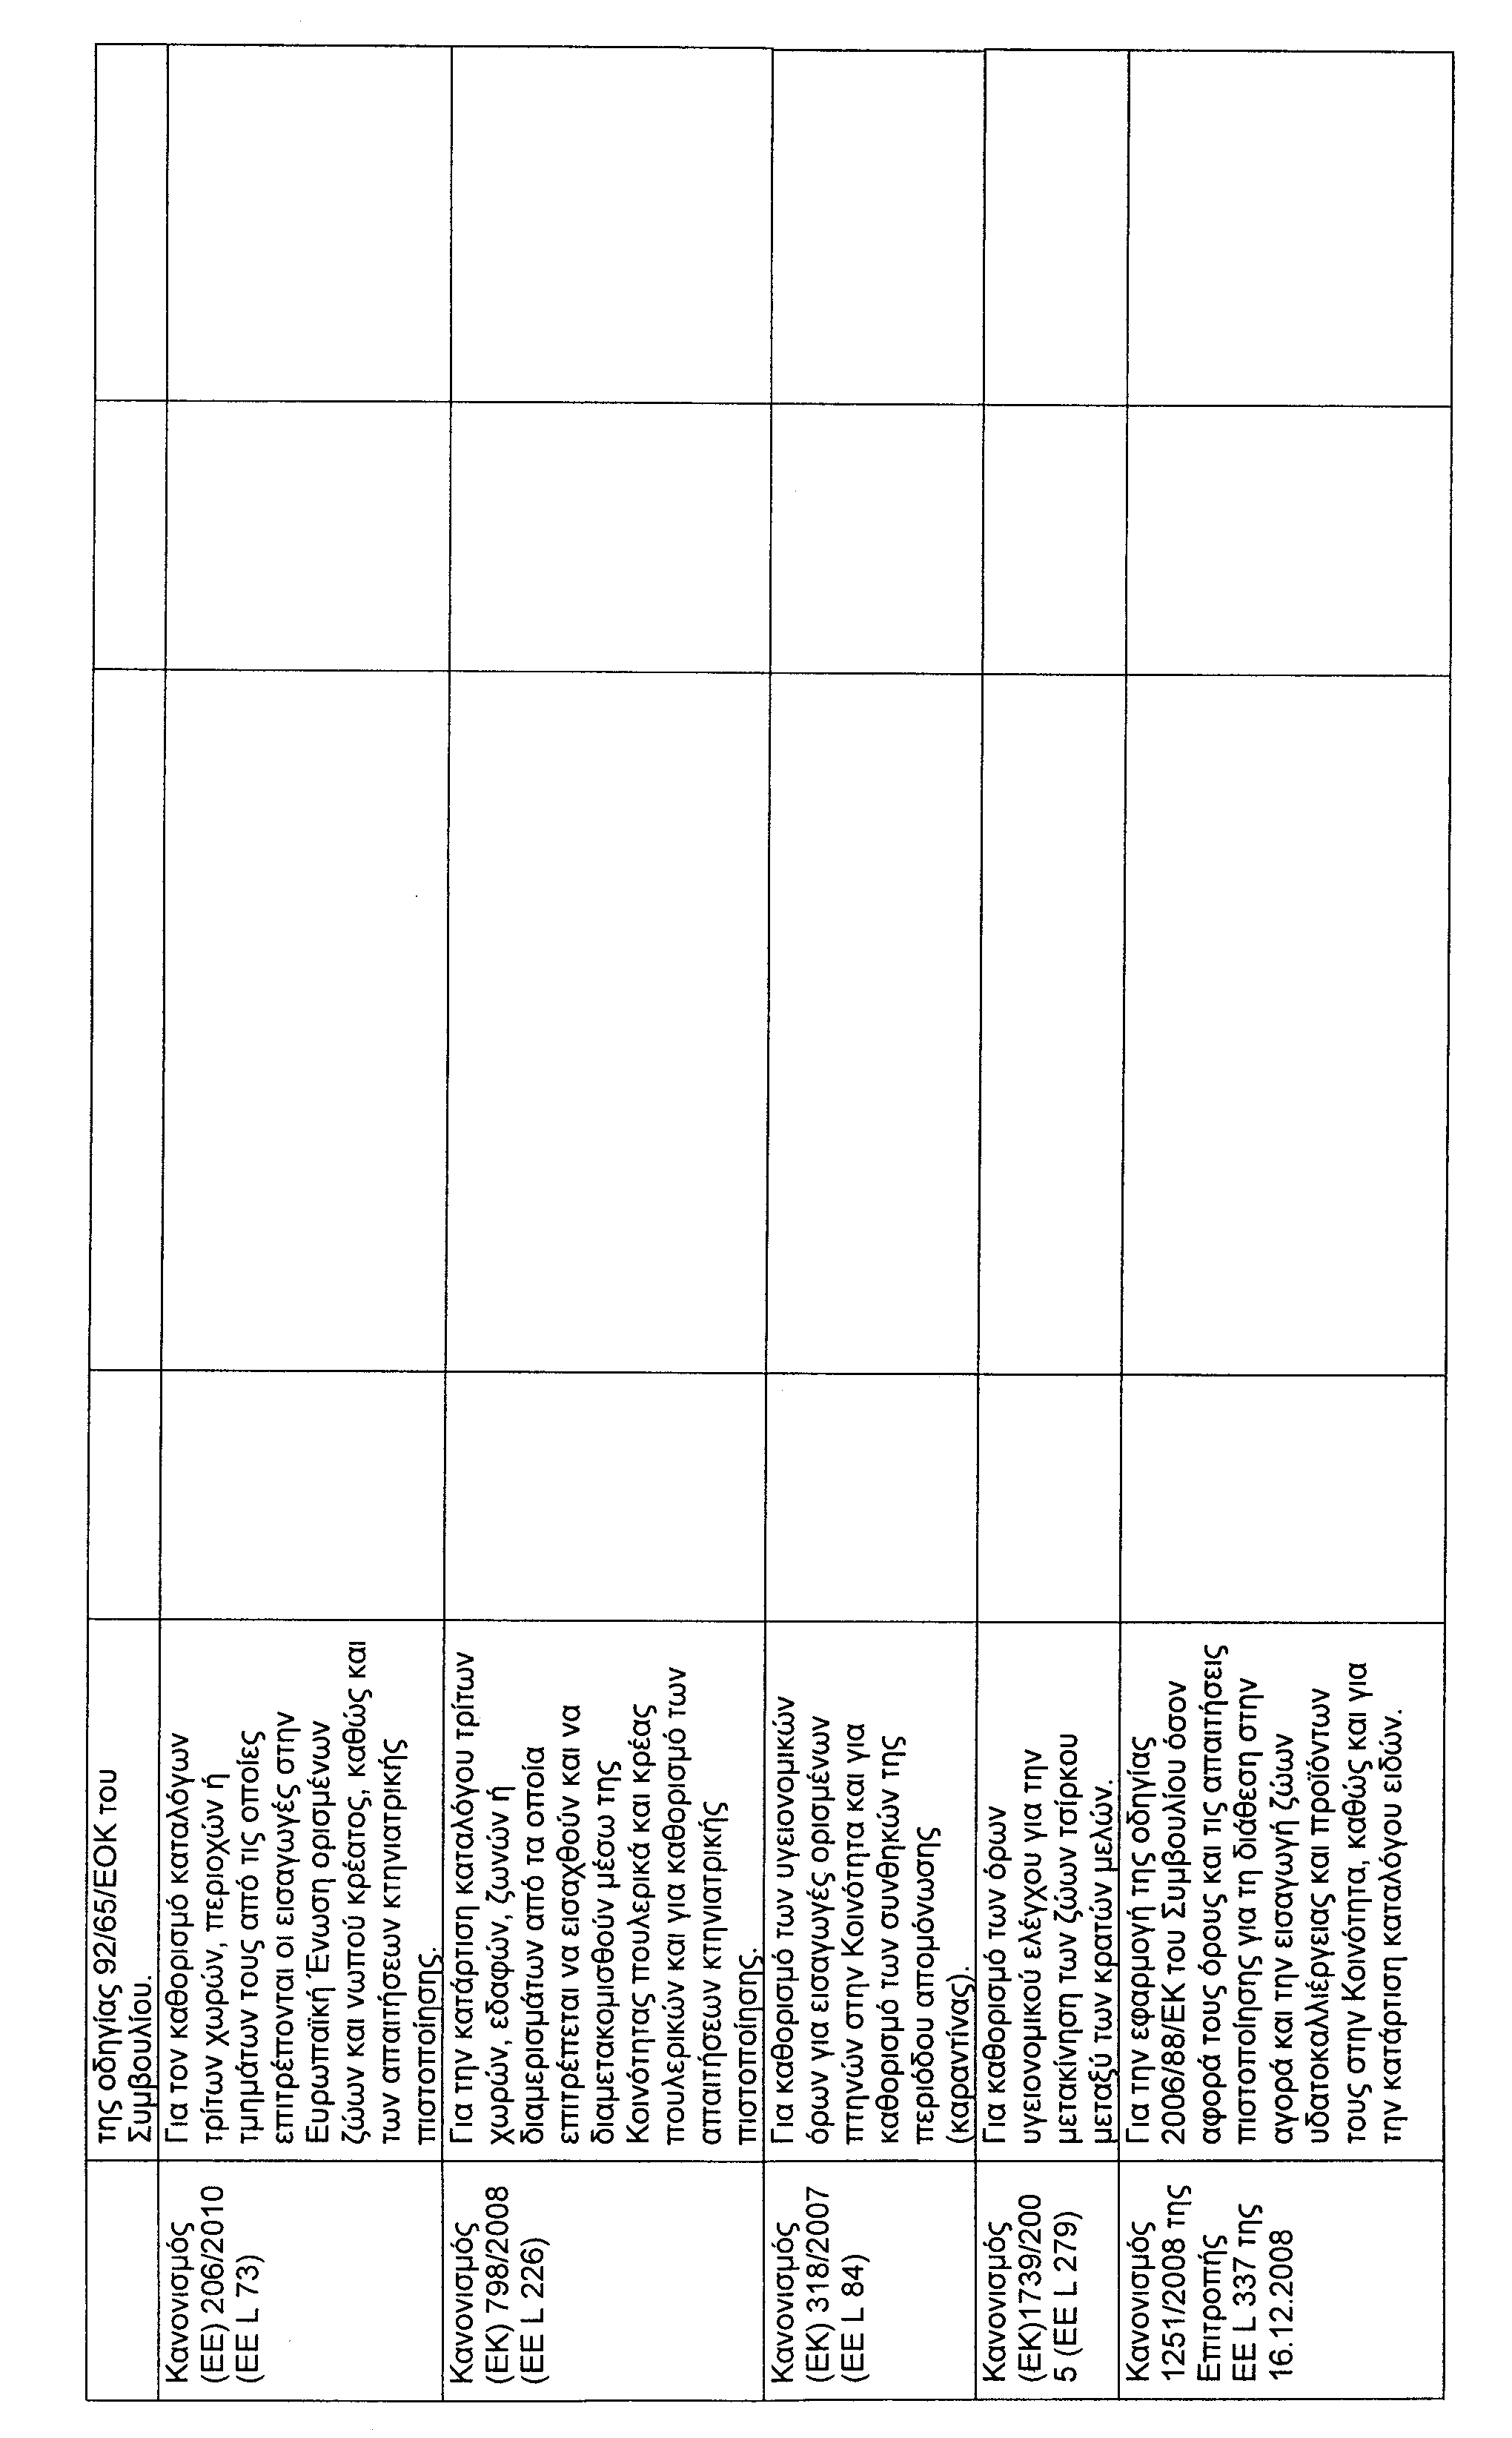 της οδηγίας 92/65/ΕΟΚ του
Συμβουλίου.
Κανονισμός
(ΕΕ) 206/2010
(ΕΕ L 73)
Για τον καθορισμό καταλόγων
τρίτων χωρών, περιοχών ή
τμημάτων τους από τις οποίες
επιτρέπονται οι εισαγωγές στην
Ευρωπαϊκή Ένωση ορισμένων
ζώων και νωπού κρέατος, καθώς και
των απαιτήσεων κτηνιατρικής
πιστοποίησης.
Κανονισμός
(ΕΚ) 798/2008
(ΕΕ L 226)
Για την κατάρτιση καταλόγου τρίτων
χωρών, εδαφών, ζωνών ή
διαμερισμάτων από τα οποία
επιτρέπεται να εισαχθούν και να
διαμετακομισθούν μέσω της
Κοινότητας πουλερικά και κρέας
πουλερικών και για καθορισμό των
απαιτήσεων κτηνιατρικής
πιστοποίησης.
Κανονισμός
(ΕΚ) 318/2007
(ΕΕ L 84)
Για καθορισμό των υγειονομικών
όρων για εισαγωγές ορισμένων
πτηνών στην Κοινότητα και για
καθορισμό των συνθηκών της
περιόδου απομόνωσης
(καραντίνας).
Κανονισμός
(ΕΚ)1739/200
5 (ΕΕ L 279)
Για καθορισμό των όρων
υγειονομικού ελέγχου για την
μετακίνηση των ζώων τσίρκου
μεταξύ των κρατών μελών.
Κανονισμός
1251/2008 της
Επιτροπής
ΕΕ L 337 της
16.12.2008
Για την εφαρμογή της οδηγίας
2006/88/ΕΚ του Συμβουλίου όσον
αφορά τους όρους και τις απαιτήσεις
πιστοποίησης για τη διάθεση στην
αγορά και την εισαγωγή ζώων
υδατοκαλλιέργειας και προϊόντων
τους στην Κοινότητα, καθώς και για
την κατάρτιση καταλόγου ειδών.